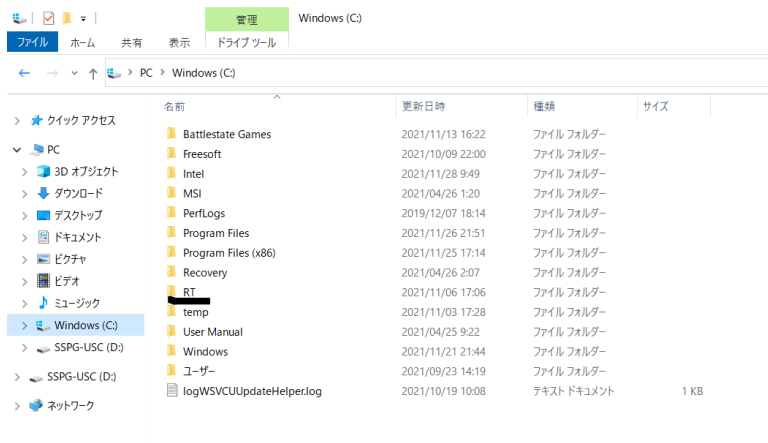 管理 Windows (C:)
ファイル ホーム 共有 表示 ドライブ ツール
PC > Windows (C:)
名前 更新日時 種類 サイズ
クイック アクセス
PC
3D オブジェクト
ダウンロード
デスクトップ
ドキュメント
ピクチャ
ビデオ
ミュージック
Windows (C:)
SSPG-USC (D:)
SSPG-USC (D:)
ネットワーク
Battlestate Games 2021/11/13 16:22 ファイル フォルダー
Freesoft 2021/10/09 22:00 ファイル フォルダー
Intel 2021/11/28 9:49 ファイル フォルダー
MSI 2021/04/26 1:20 ファイル フォルダー
PerfLogs 2019/12/07 18:14 ファイル フォルダー
Program Files 2021/11/26 21:51 ファイル フォルダー
Program Files (x86) 2021/11/25 17:14 ファイル フォルダー
Recovery 2021/04/26 2:07 ファイル フォルダー
RT 2021/11/06 17:06 ファイル フォルダー
temp 2021/11/03 17:28 ファイル フォルダー
User Manual 2021/04/25 9:22 ファイル フォルダー
Windows 2021/11/21 21:44 ファイル フォルダー
ユーザー 2021/09/23 14:19 ファイル フォルダー
logWSVCUUpdateHelper.log 2021/10/19 10:08 テキスト ドキュメント 1 KB